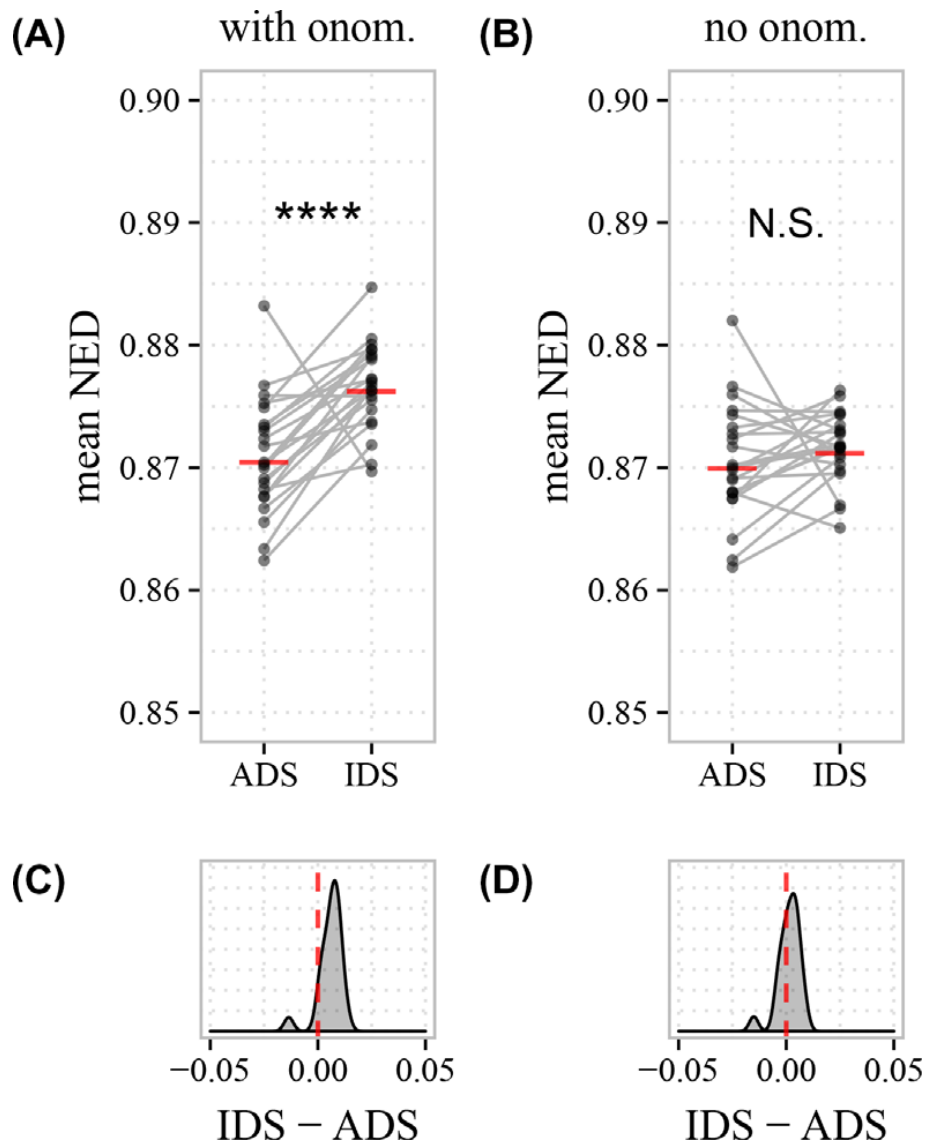 (A) with onom.
0.90
0.89
0.88
0.87
0.86
0.85
mean NED
****
ADS IDS
(B) no onom.
0.90
0.89
0.88
0.87
0.86
0.85
mean NED
N.S.
ADS IDS
(C)
−0.05 0.00 0.05
IDS − ADS
(D)
−0.05 0.00 0.05
IDS − ADS